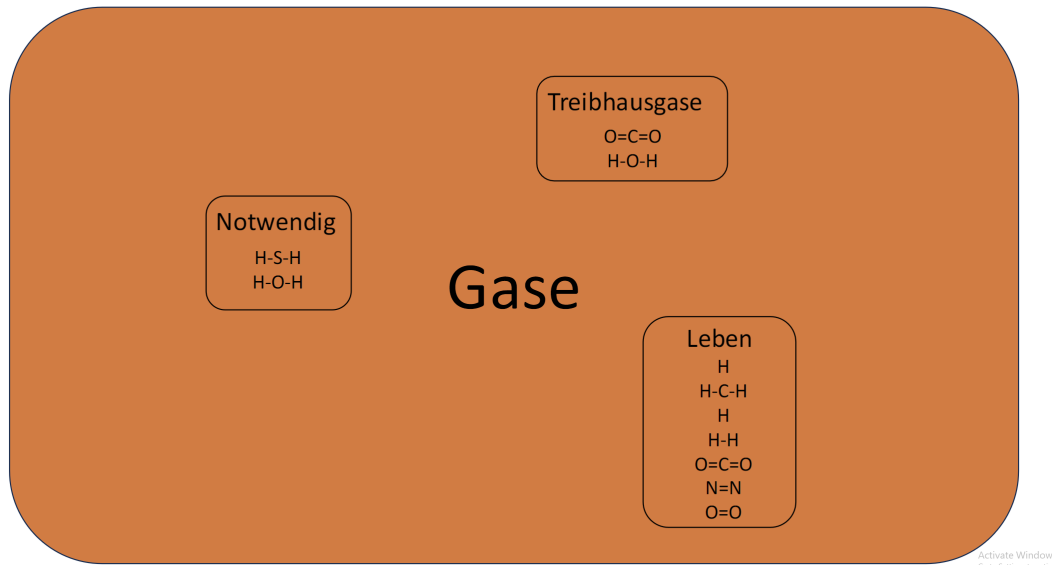 Treibhausgase
O=C=O
H-O-H
Notwendig
H-S-H
H-O-H
Gase
Leben
H
H-C-H
H
H-H
O=C=O
N=N
O=O
Activate Window